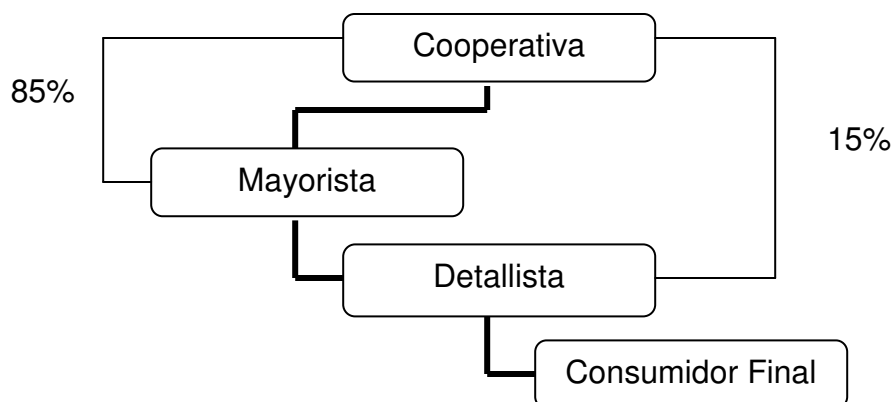 Cooperativa
85%
15%
Mayorista
Detallista
Consumidor Final